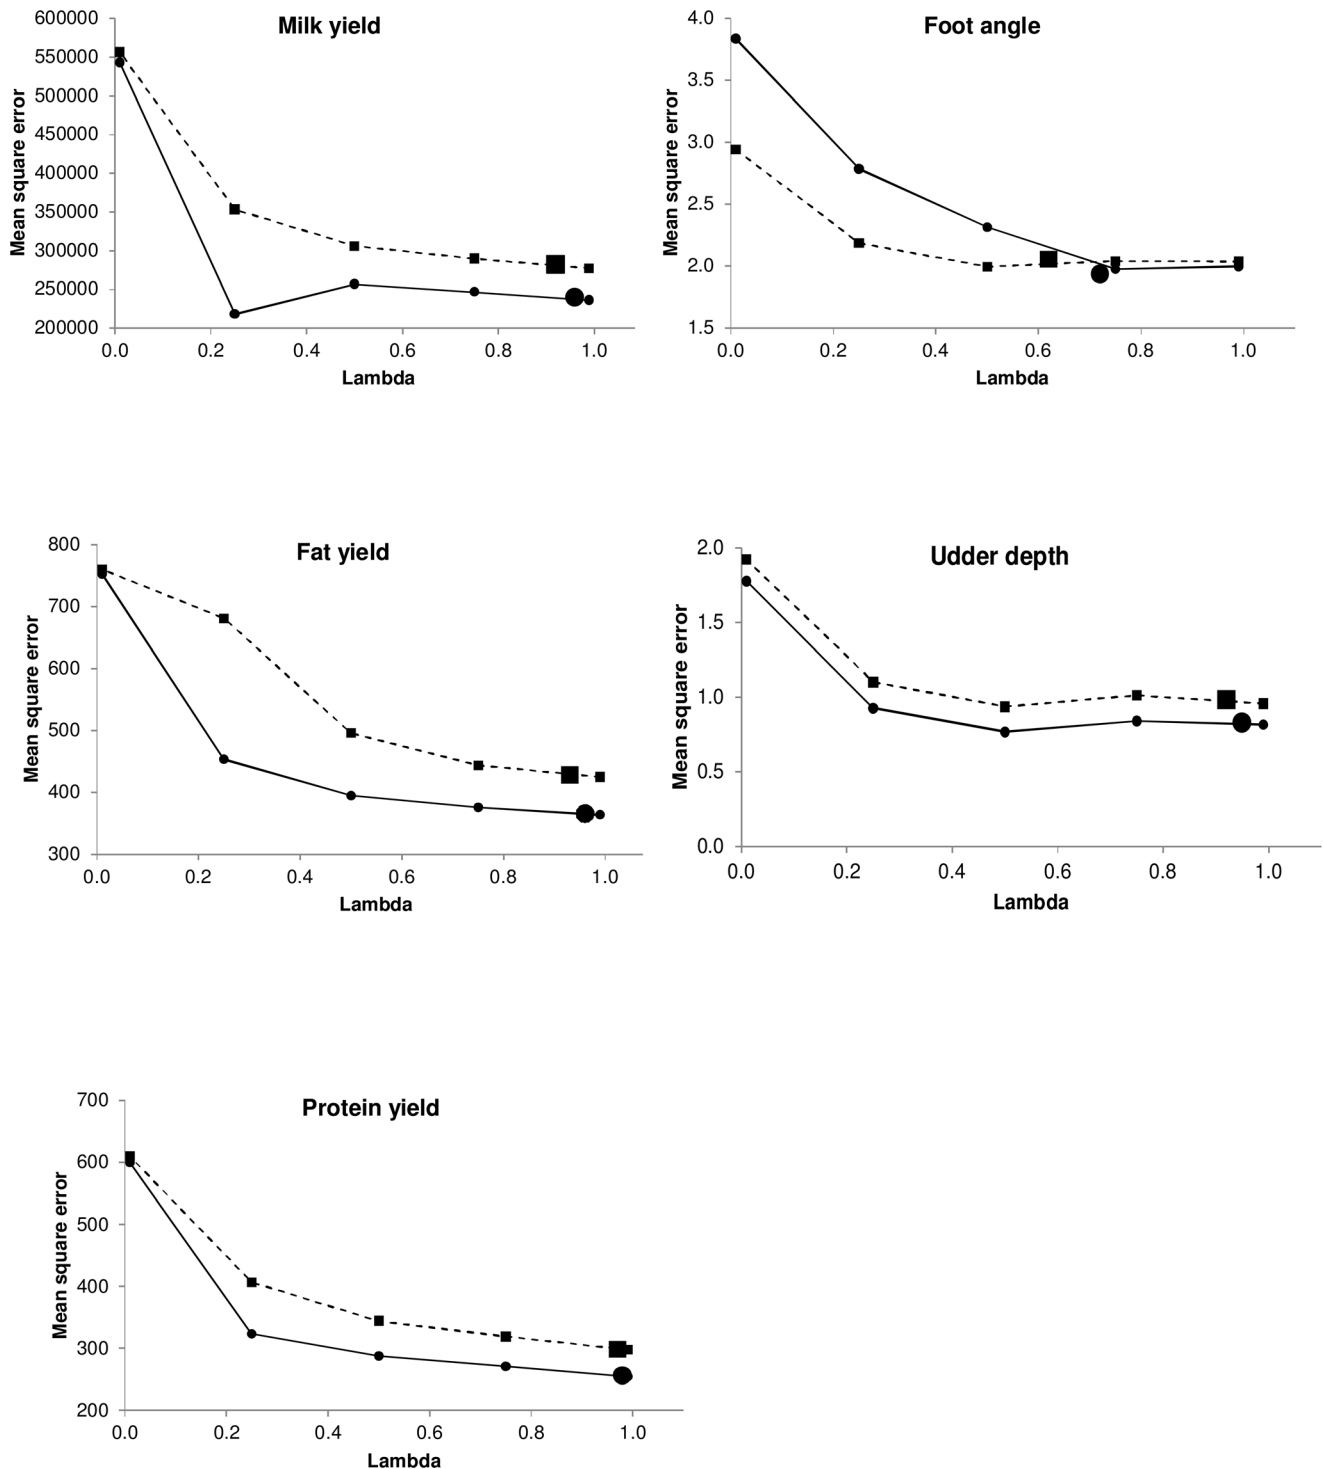 Milk yield
Mean square error
600000
550000
500000
450000
400000
350000
300000
250000
200000
0.0 0.2 0.4 0.6 0.8 1.0
Lambda
Foot angle
Mean square error
4.0
3.5
3.0
2.5
2.0
1.5
0.0 0.2 0.4 0.6 0.8 1.0
Lambda
Fat yield
Mean square error
800
700
600
500
400
300
0.0 0.2 0.4 0.6 0.8 1.0
Lambda
Udder depth
Mean square error
2.0
1.5
1.0
0.5
0.0
0.0 0.2 0.4 0.6 0.8 1.0
Lambda
Protein yield
Mean square error
700
600
500
400
300
200
0.0 0.2 0.4 0.6 0.8 1.0
Lambda